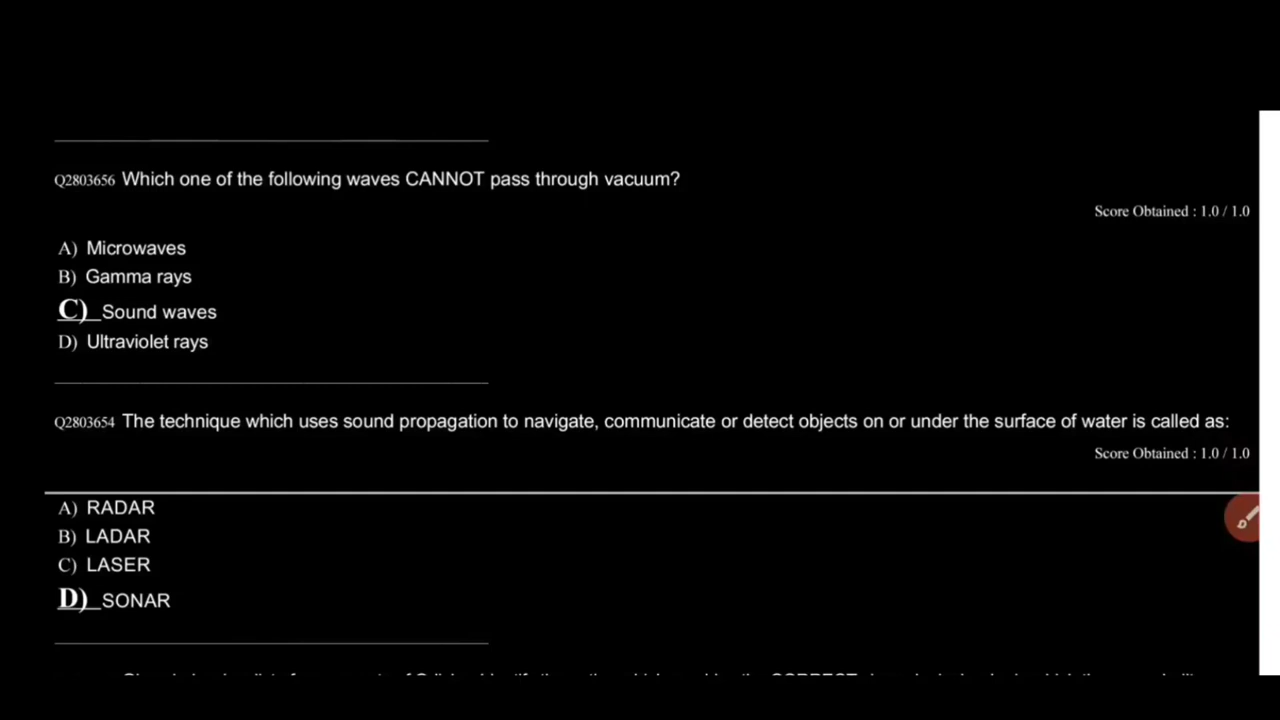 Q2803656 Which one of the following waves CANNOT pass through vacuum?
Score Obtained : 1.0 / 1.0
A) Microwaves
B) Gamma rays
C) Sound waves
D) Ultraviolet rays
Q2803654 The technique which uses sound propagation to navigate, communicate or detect objects on or under the surface of water is called as:
Score Obtained : 1.0 / 1.0
A) RADAR
B) LADAR
C) LASER
D) SONAR